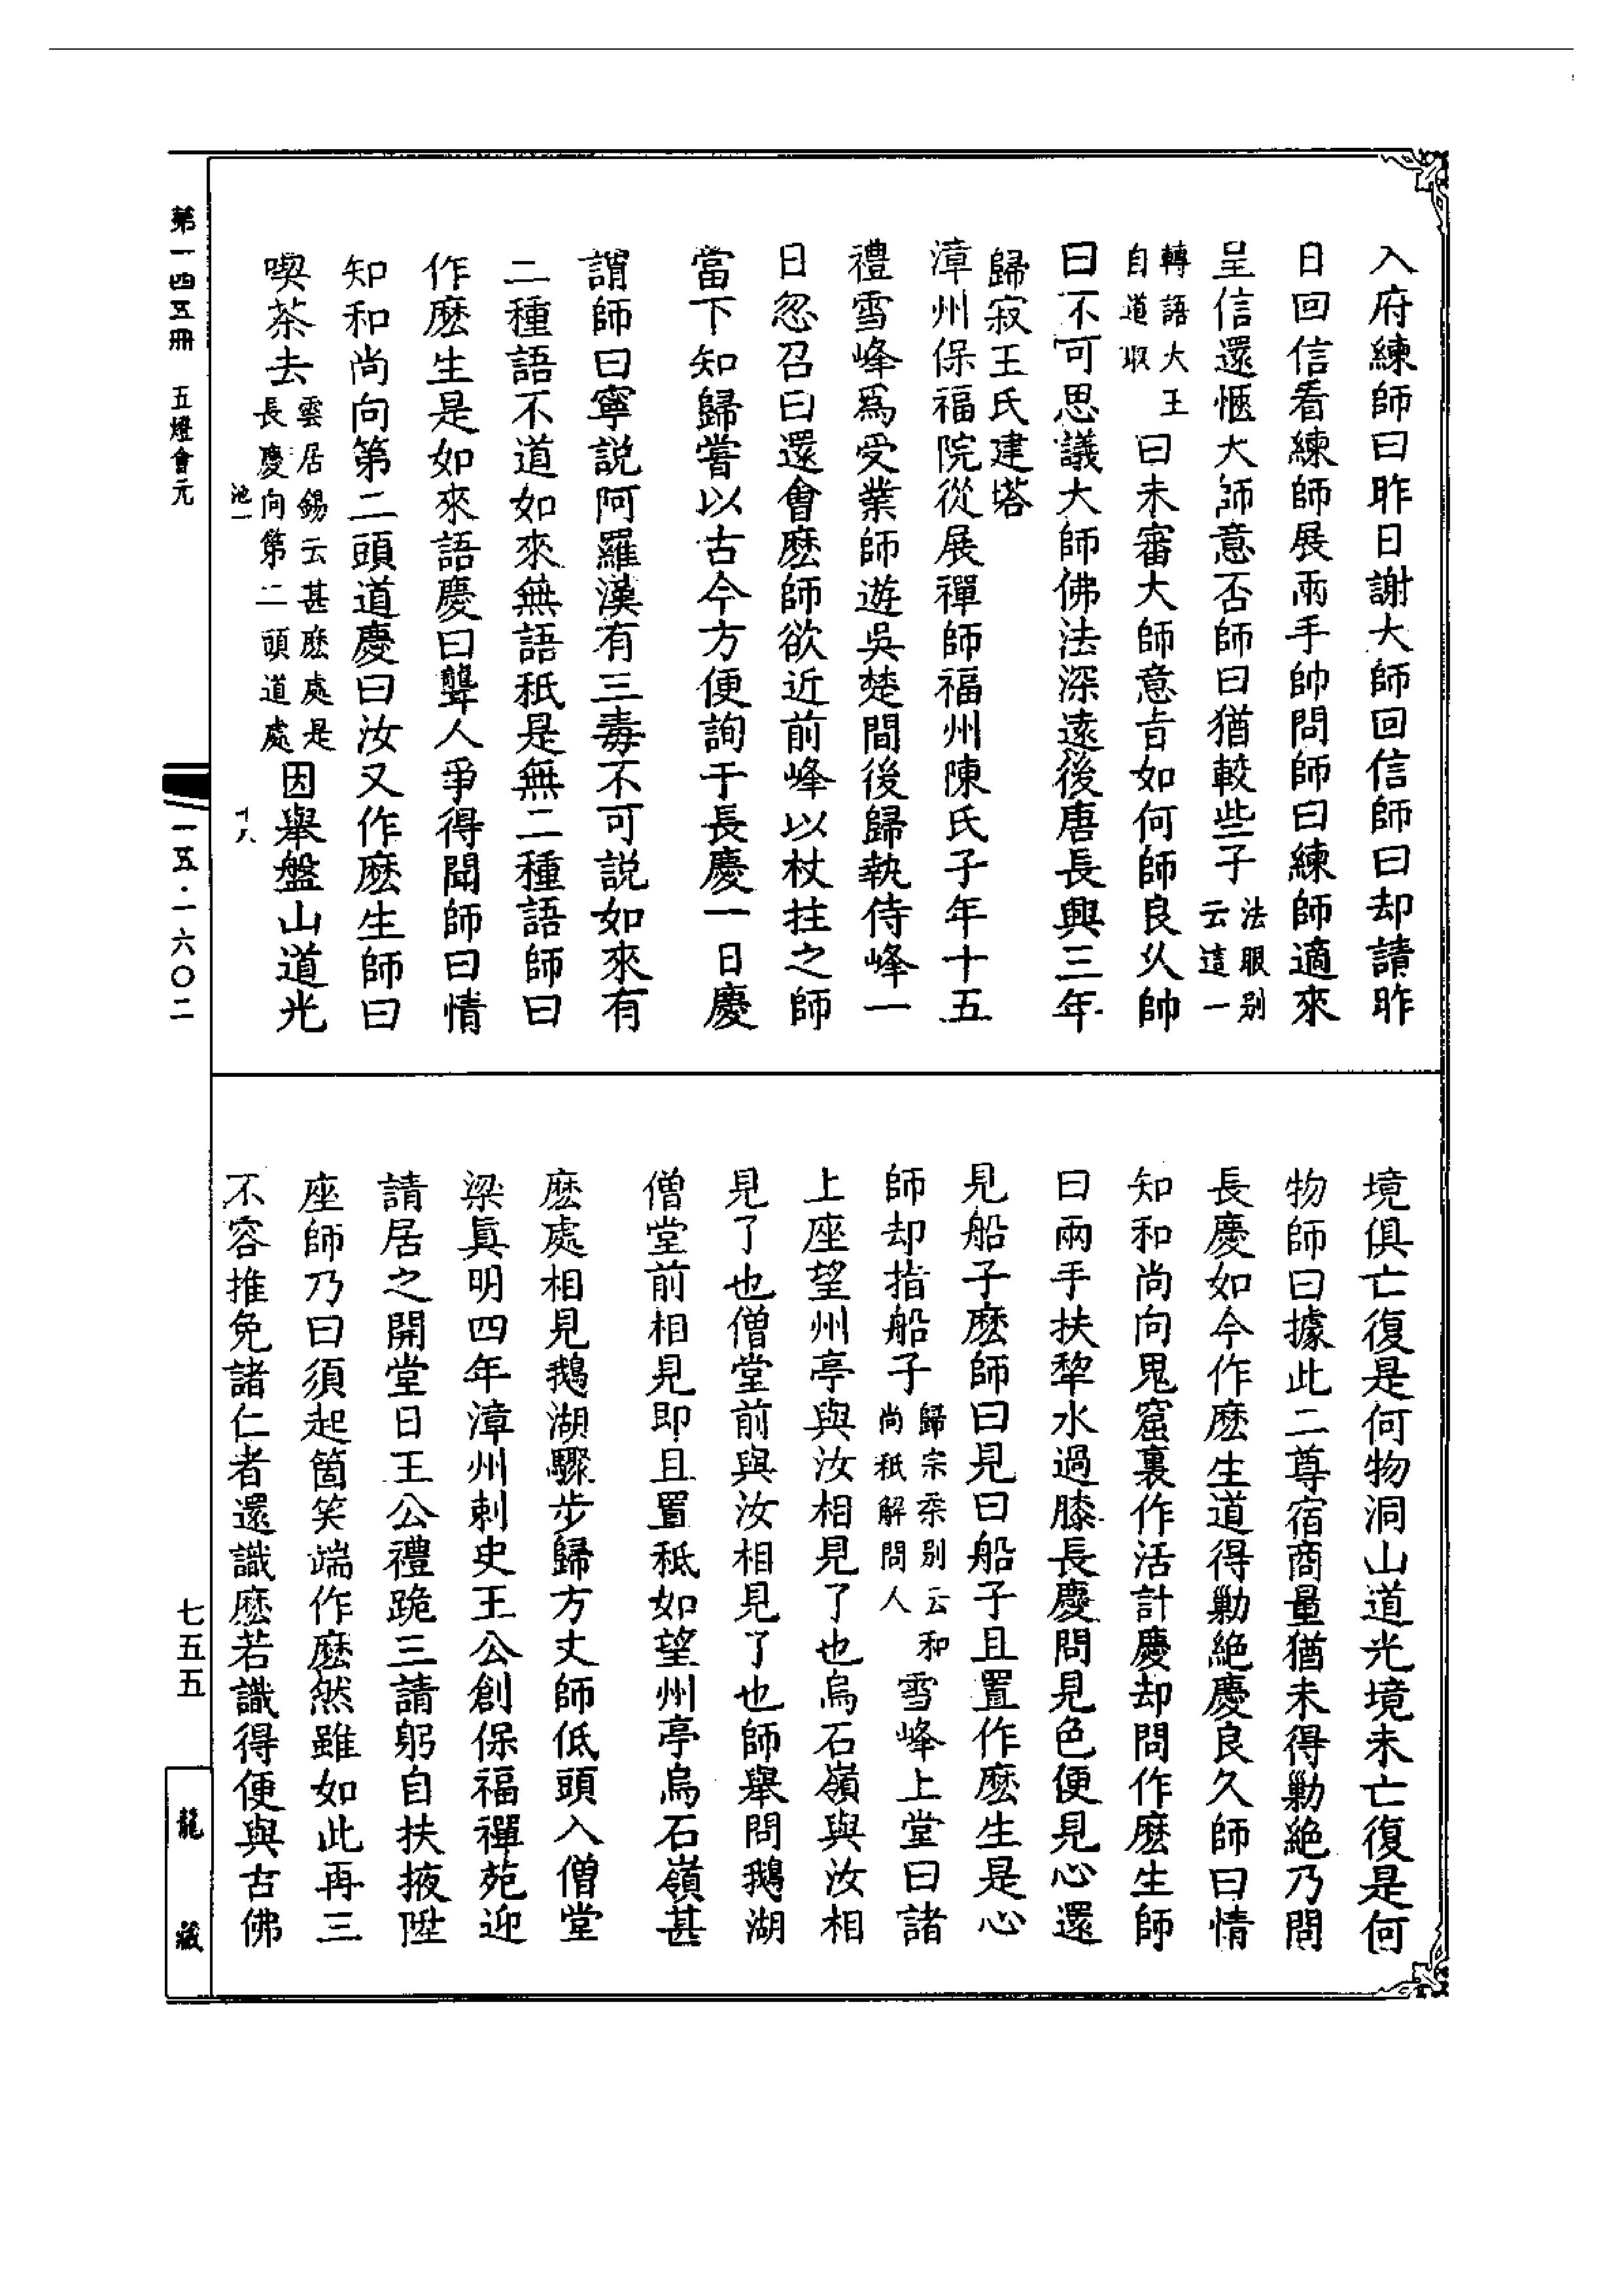 入府練師曰昨日謝大師回信師曰却請昨
日回信看練師展兩手帥問師曰練師適來
呈信還愜大師意否師曰猶較些子法眼别云這一
轉語大王自道取曰未審大師意旨如何師良乆帥
曰不可思議大師佛法深遠後唐長興三年
歸寂王氏建塔
漳州保福院從展禪師福州陳氏子年十五
禮雪峰爲受業師遊吳楚間後歸執侍峰一
日忽召曰還會麽師欲近前峰以杖拄之師
當下知歸嘗以古今方便詢于長慶一日慶
謂師曰寧説阿羅漢有三毒不可説如來有
二種語不道如來無語秖是無二種語師曰
作麽生是如來語慶曰聾人爭得聞師曰情
知和尚向第二頭道慶曰汝又作麽生師曰
喫茶去雲居錫云甚麽處是長慶向第二頭道處因舉盤山道光
池一
十八
境俱亡復是何物洞山道光境未亡復是何
物師曰據此二尊宿商量猶未得勦絶乃問
長慶如今作麽生道得勦絶慶良久師曰情
知和尚向鬼窟裏作活計慶却問作麽生師
曰兩手扶犂水過膝長慶問見色便見心還
見船子麽師曰見曰船子且置作麽生是心
師却指船子歸宗柔别云和尚秖解問人雪峰上堂曰諸
上座望州亭與汝相見了也烏石嶺與汝相
見了也僧堂前與汝相見了也師舉問鵝湖
僧堂前相見即且置秪如望州亭烏石嶺甚
麽處相見鵝湖驟步歸方丈師低頭入僧堂
梁貞明四年漳州刺史王公創保福禪苑迎
請居之開堂日王公禮跪三請躬自扶掖陞
座師乃曰須起箇笑端作麽然雖如此再三
不容推免諸仁者還識麽若識得便與古佛
第一四五冊 五燈會元
一五·一六〇二
七五五
龍藏